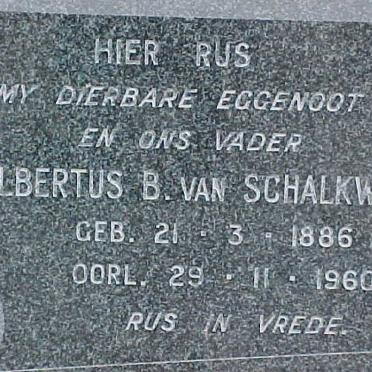 HIER RUS
MY DIERBARE EGGENOOT
EN ONS VADER
LBERTUS B. VAN SCHALKW
GEB. 21 · 3 · 1886
OORL. 29 · 11 · 1960
RUS IN VREDE.